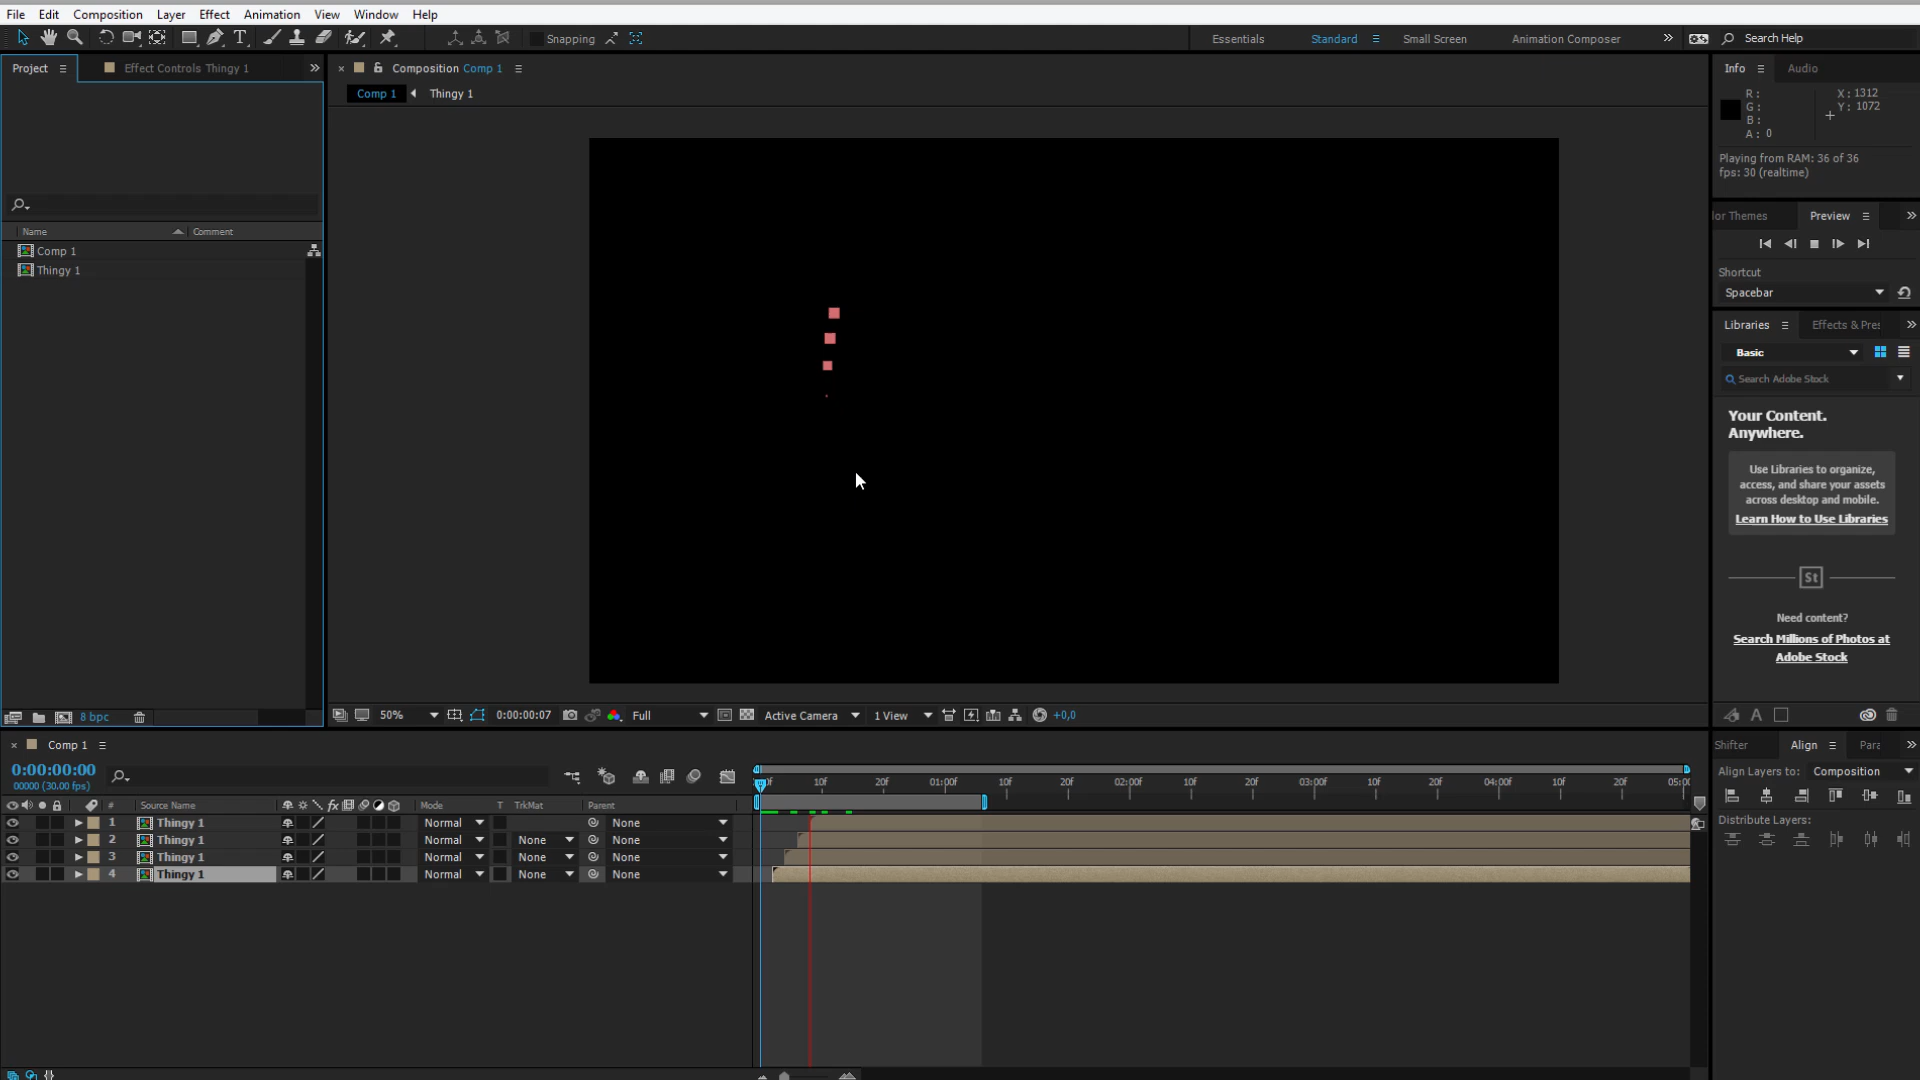 File Edit Composition Layer Effect Animation View Window Help
Snapping Essentials Standard Small Screen Animation Composer Search Help
Project Effect Controls Thingy 1 Composition Comp 1 Info Audio
Comp 1 Thingy 1
R: X: 1312
G: Y: 1072
B:
A: 0
Playing from RAM: 36 of 36
fps: 30 (realtime)
lor Themes Preview
Name Comment
Comp 1
Thingy 1
Shortcut
Spacebar
Libraries Effects & Pre
Basic
Search Adobe Stock
Your Content.
Anywhere.
Use Libraries to organize,
access, and share your assets
across desktop and mobile.
Learn How to Use Libraries
St
Need content?
Search Millions of Photos at
Adobe Stock
8 bpc 50% 0:00:00:07 Full Active Camera 1 View +0,0
Comp 1 Shifter Align Para
0:00:00:00
00000 (30.00 fps)
10f 20f 01:00f 10f 20f 02:00f 10f 20f 03:00f 10f 20f 04:00f 10f 20f 05:00
Align Layers to: Composition
# Source Name fx Mode T TrkMat Parent
Distribute Layers:
1 Thingy 1 Normal None
2 Thingy 1 Normal None None
3 Thingy 1 Normal None None
4 Thingy 1 Normal None None